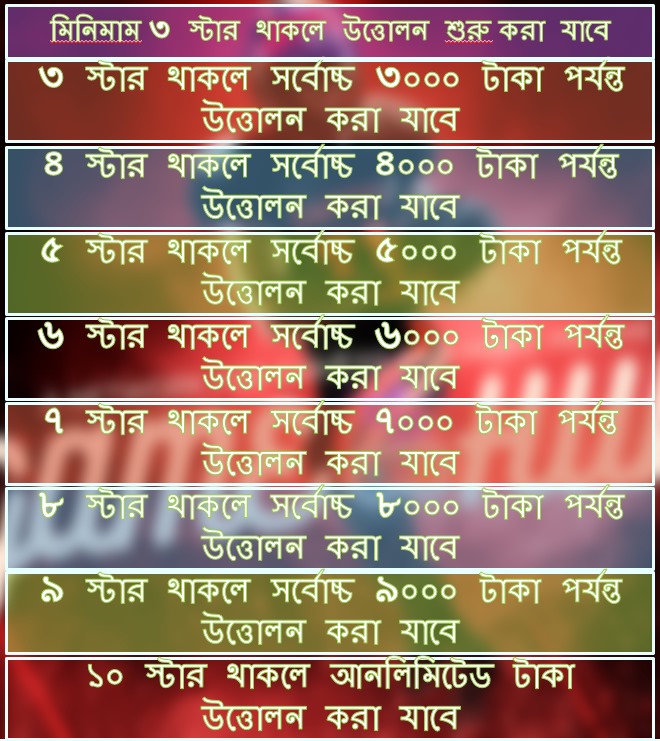 মিনিমাম ৩ স্টার থাকলে উত্তোলন শুরু করা যাবে
৩ স্টার থাকলে সর্বোচ্চ ৩০০০ টাকা পর্যন্ত
উত্তোলন করা যাবে
৪ স্টার থাকলে সর্বোচ্চ ৪০০০ টাকা পর্যন্ত
উত্তোলন করা যাবে
৫ স্টার থাকলে সর্বোচ্চ ৫০০০ টাকা পর্যন্ত
উত্তোলন করা যাবে
৬ স্টার থাকলে সর্বোচ্চ ৬০০০ টাকা পর্যন্ত
উত্তোলন করা যাবে
৭ স্টার থাকলে সর্বোচ্চ ৭০০০ টাকা পর্যন্ত
উত্তোলন করা যাবে
৮ স্টার থাকলে সর্বোচ্চ ৮০০০ টাকা পর্যন্ত
উত্তোলন করা যাবে
৯ স্টার থাকলে সর্বোচ্চ ৯০০০ টাকা পর্যন্ত
উত্তোলন করা যাবে
১০ স্টার থাকলে আনলিমিটেড টাকা
উত্তোলন করা যাবে